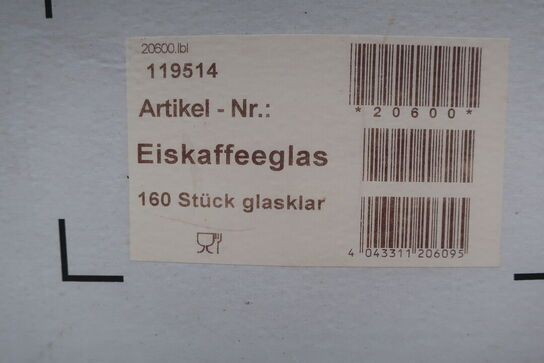 20600.lbl
119514
Artikel - Nr.:
*20600*
Eiskaffeeglas
160 Stück glasklar
4 043311 206095